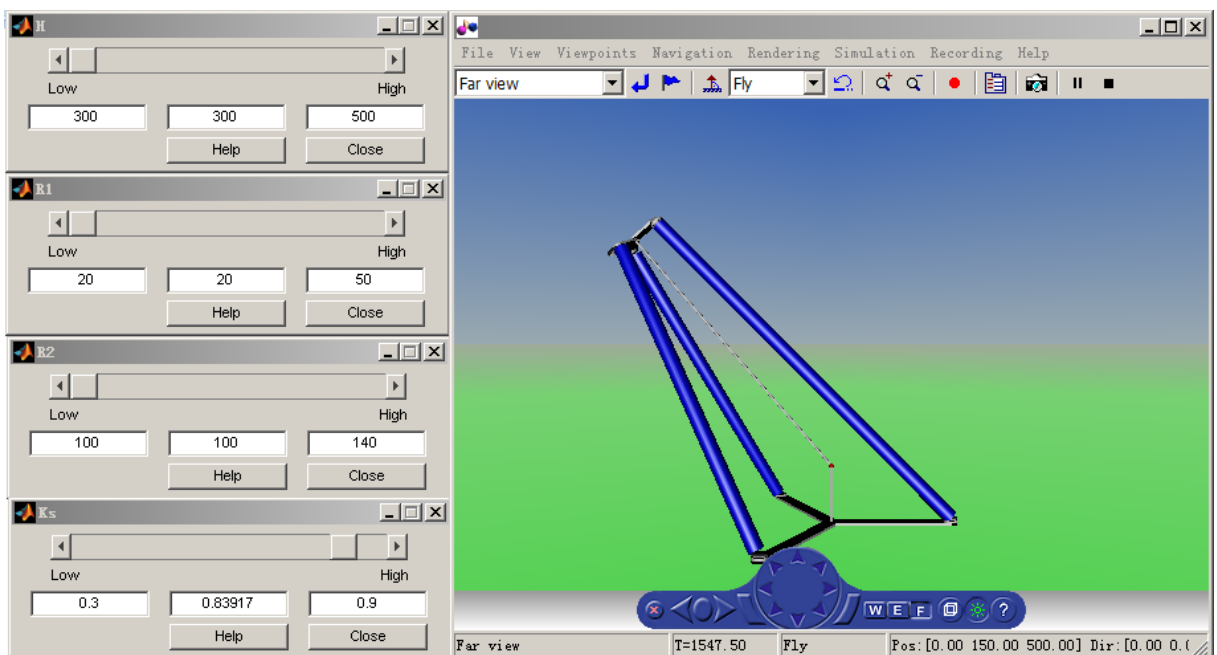 H
Low High
300 300 500
Help Close
R1
Low High
20 20 50
Help Close
R2
Low High
100 100 140
Help Close
Ks
Low High
0.3 0.83917 0.9
Help Close
File View Viewpoints Navigation Rendering Simulation Recording Help
Far view Fly
W E F ?
Far view T=1547.50 Fly Pos:[0.00 150.00 500.00] Dir:[0.00 0.(